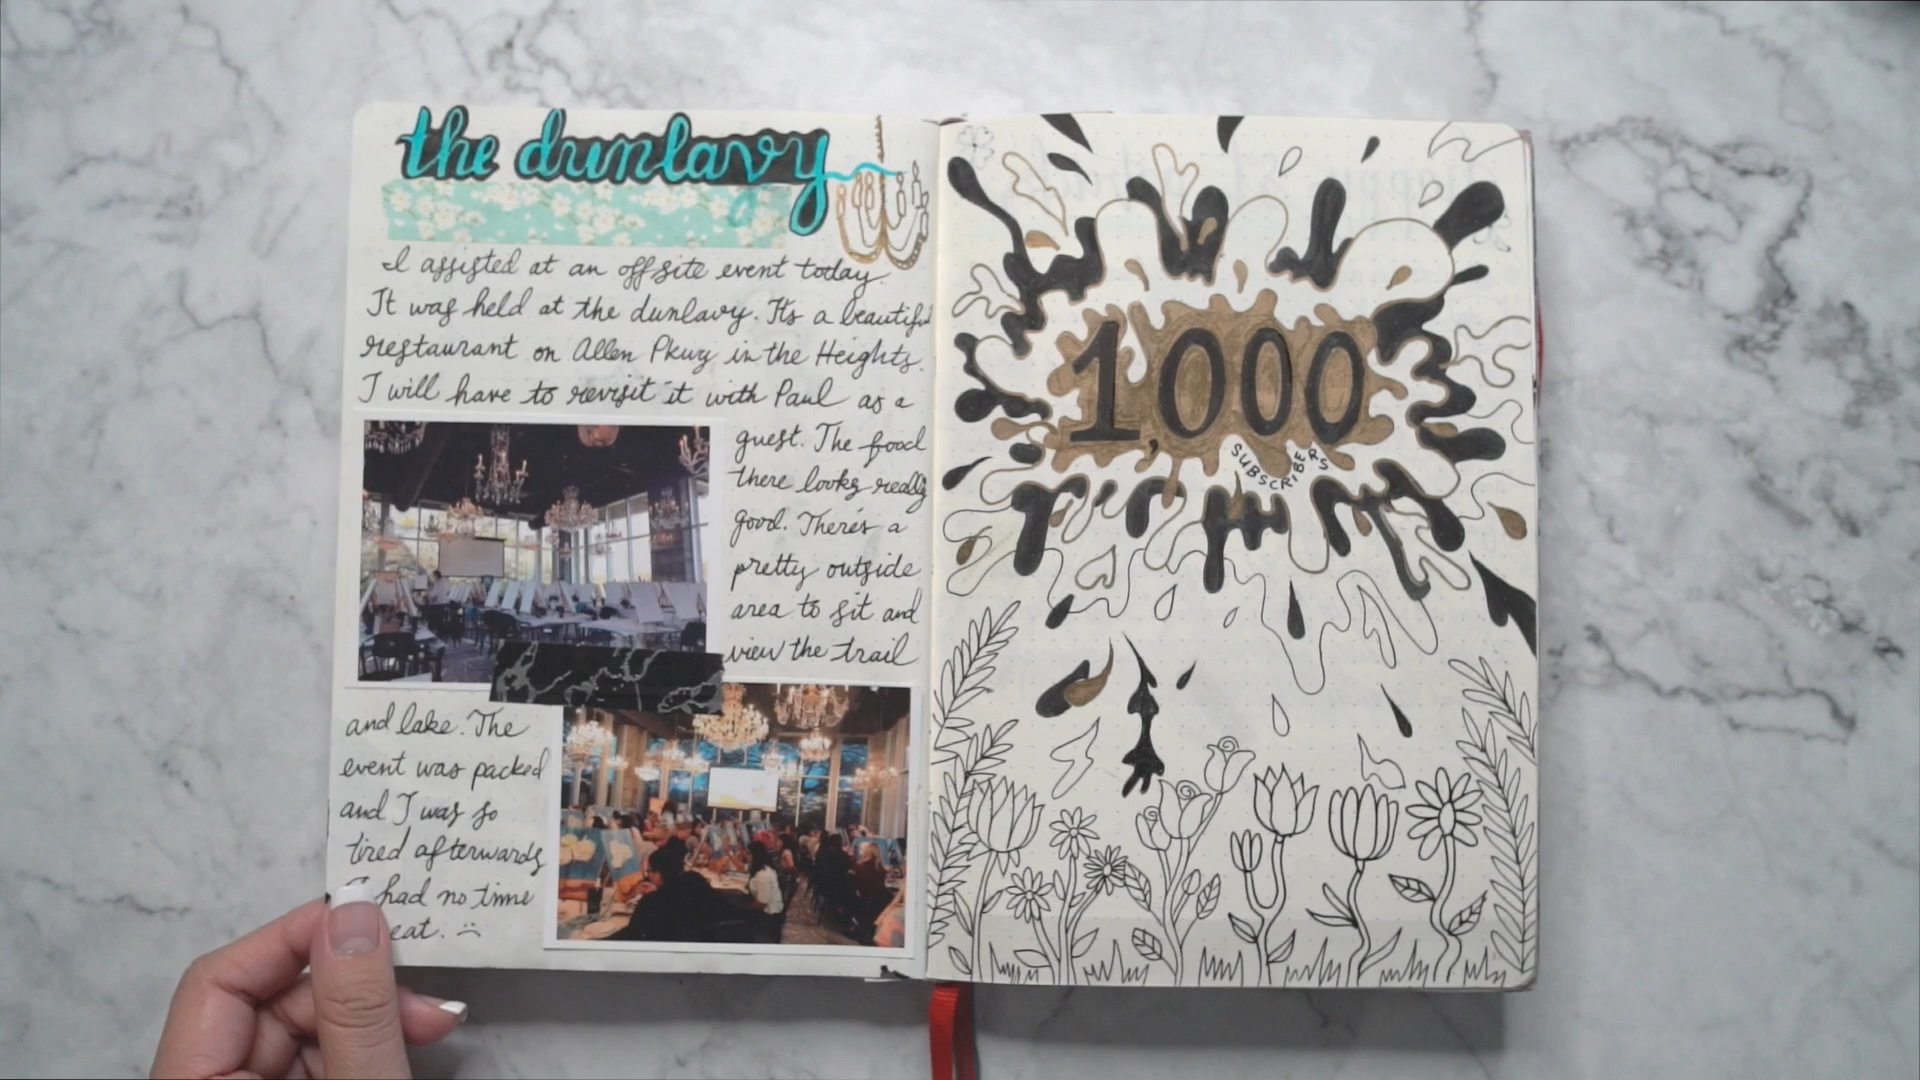 the dunlavy
I assisted at an off site event today.
It was held at the dunlavy. It's a beautiful
restaurant on Allen Pkwy in the Heights.
I will have to revisit it with Paul as a
guest. The food
there looks really
good. There's a
pretty outside
area to sit and
view the trail
and lake. The
event was packed
and I was so
tired afterwards
I had no time
eat. :(
1,000
SUBSCRIBERS